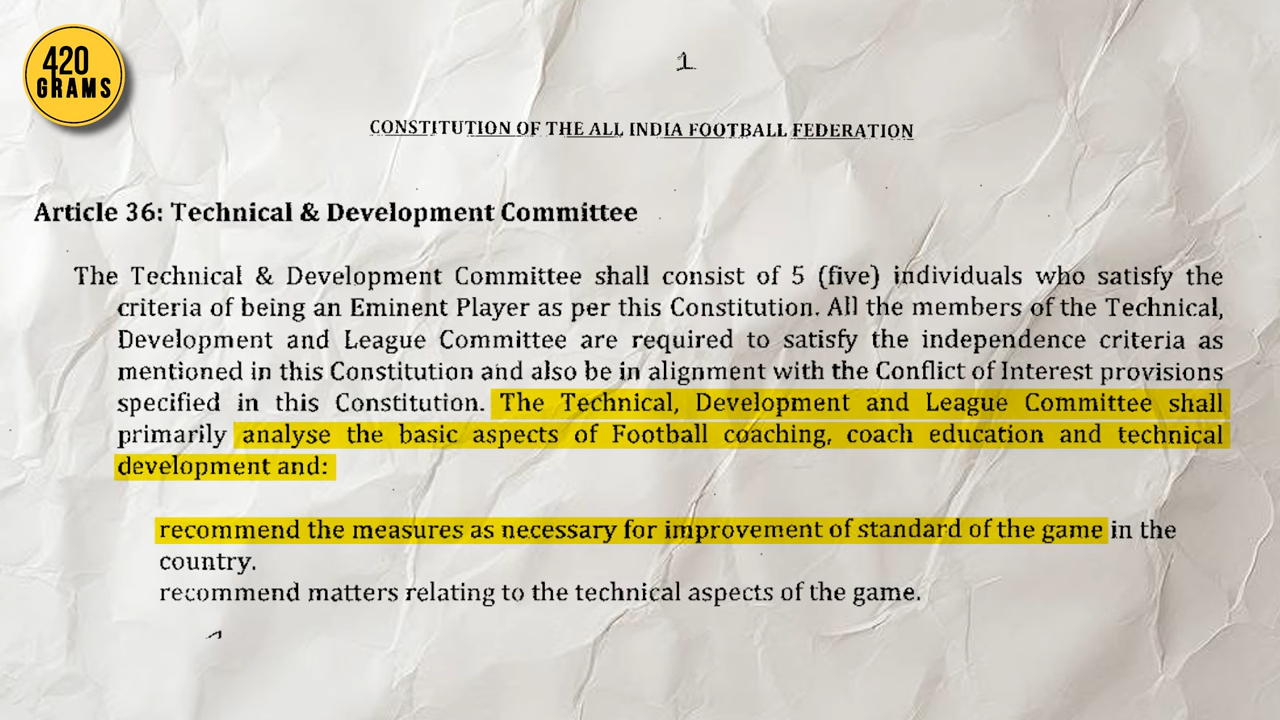 420
GRAMS
1
CONSTITUTION OF THE ALL INDIA FOOTBALL FEDERATION
Article 36: Technical & Development Committee
The Technical & Development Committee shall consist of 5 (five) individuals who satisfy the
criteria of being an Eminent Player as per this Constitution. All the members of the Technical,
Development and League Committee are required to satisfy the independence criteria as
mentioned in this Constitution and also be in alignment with the Conflict of Interest provisions
specified in this Constitution. The Technical, Development and League Committee shall
primarily analyse the basic aspects of Football coaching, coach education and technical
development and:
recommend the measures as necessary for improvement of standard of the game in the
country.
recommend matters relating to the technical aspects of the game.